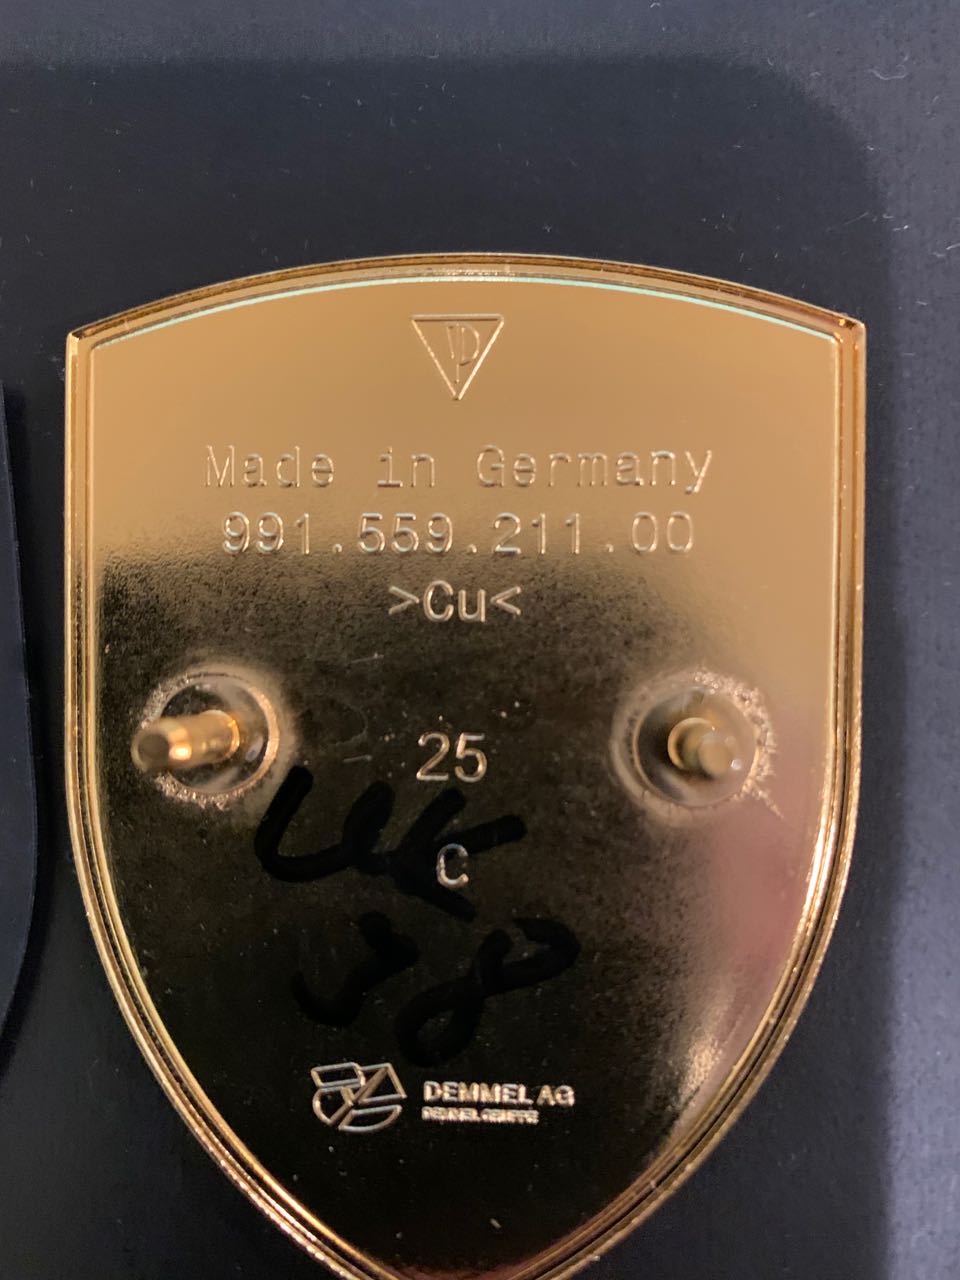 Made in Germany
991.559.211.00
>Cu<
25
C
DEMMEL AG